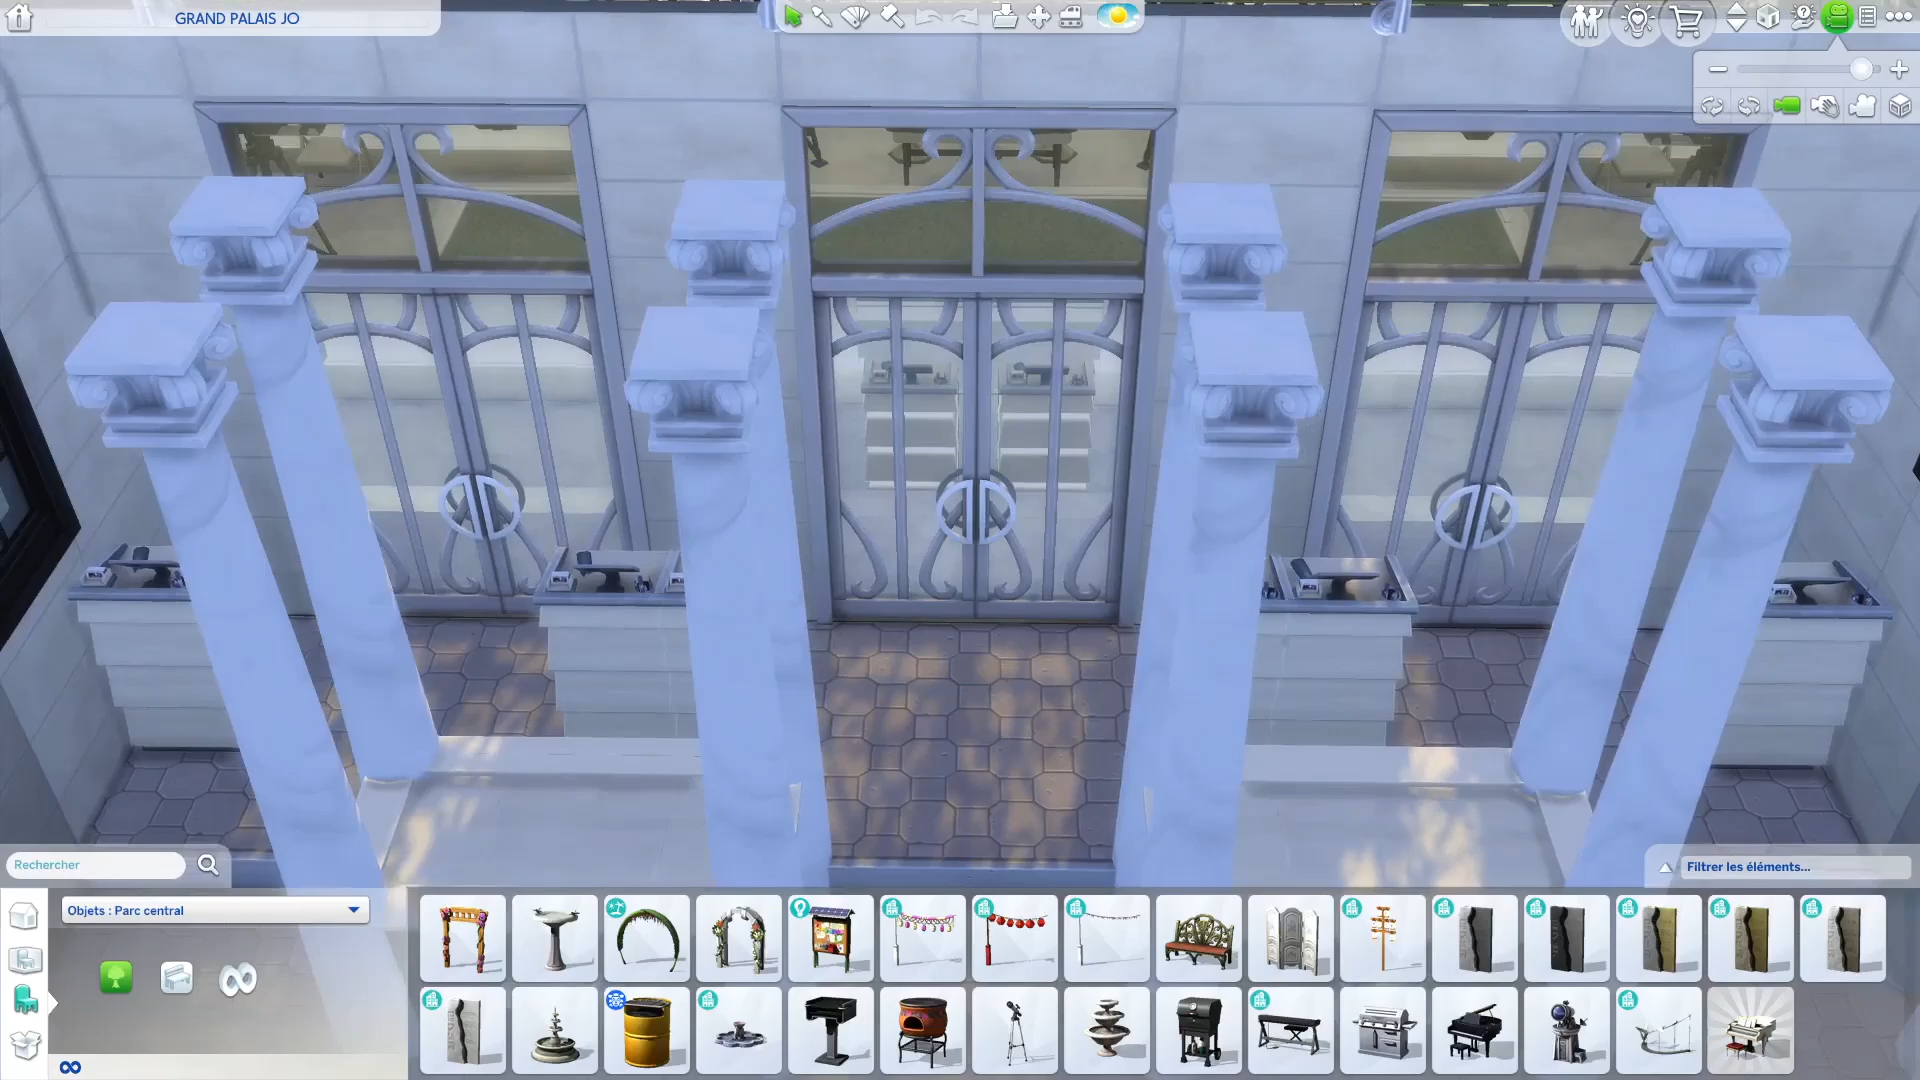 GRAND PALAIS JO
Rechercher
Filtrer les éléments...
Objets : Parc central